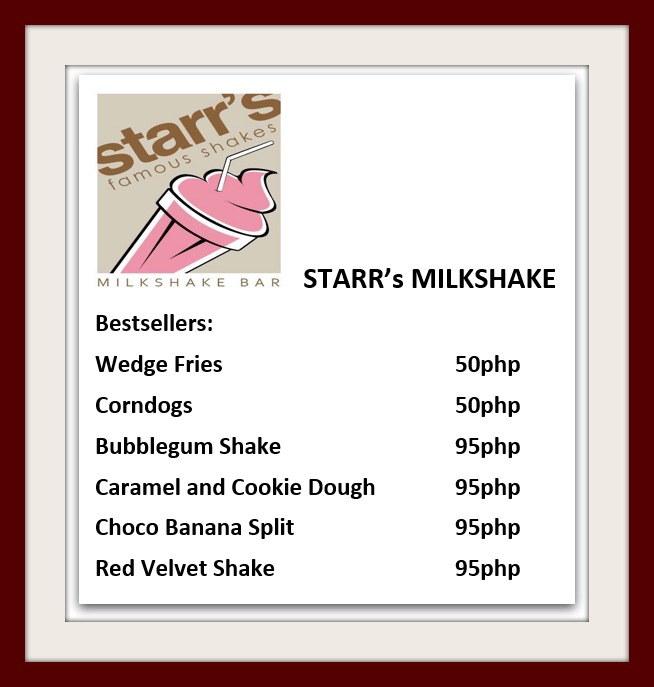 starr's
famous shakes
MILKSHAKE BAR
STARR's MILKSHAKE
Bestsellers:
Wedge Fries 50php
Corndogs 50php
Bubblegum Shake 95php
Caramel and Cookie Dough 95php
Choco Banana Split 95php
Red Velvet Shake 95php